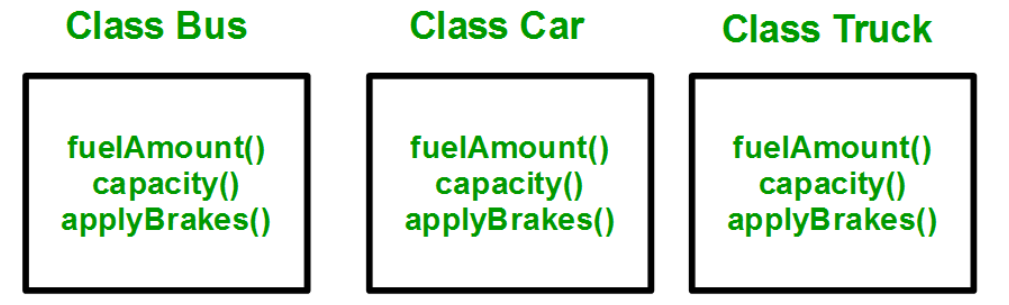 Class Bus
fuelAmount()
capacity()
applyBrakes()
Class Car
fuelAmount()
capacity()
applyBrakes()
Class Truck
fuelAmount()
capacity()
applyBrakes()